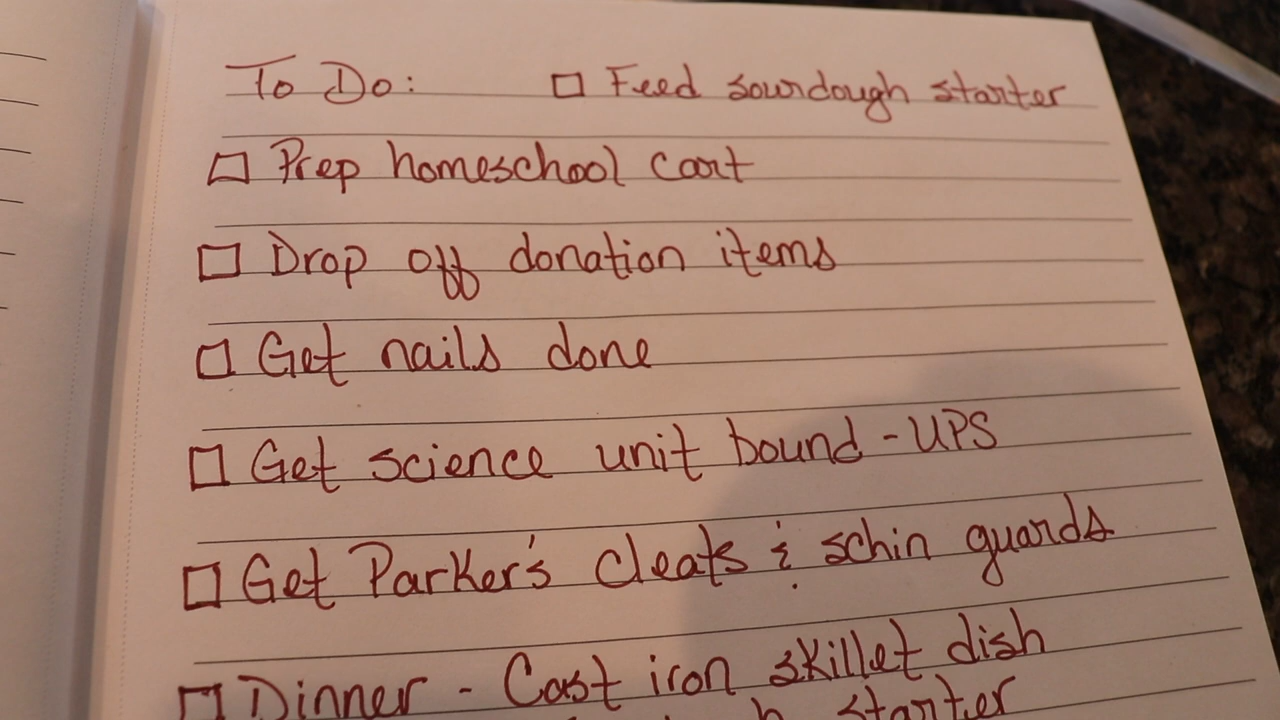 To Do: □ Feed sourdough starter
□ Prep homeschool cart
□ Drop off donation items
□ Get nails done
□ Get science unit bound - UPS
□ Get Parker's cleats & schin guards
□ Dinner - Cast iron skillet dish
starter